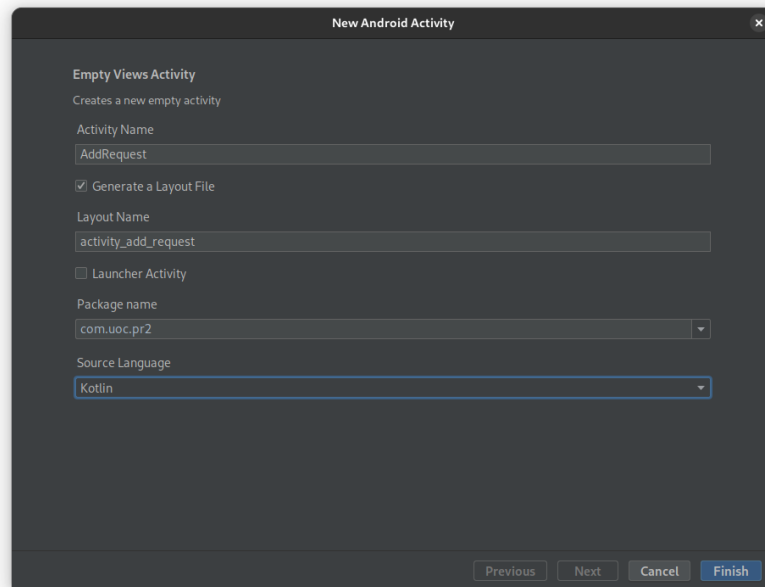 New Android Activity
Empty Views Activity
Creates a new empty activity
Activity Name
AddRequest
Generate a Layout File
Layout Name
activity_add_request
Launcher Activity
Package name
com.uoc.pr2
Source Language
Kotlin
Previous Next Cancel Finish